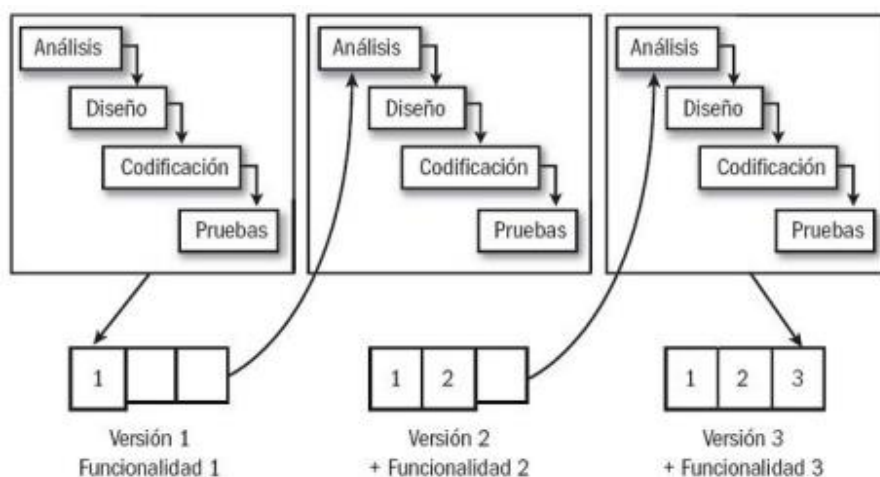 Análisis
Diseño
Codificación
Pruebas
Análisis
Diseño
Codificación
Pruebas
Análisis
Diseño
Codificación
Pruebas
1
1 2
1 2 3
Versión 1
Funcionalidad 1
Versión 2
+ Funcionalidad 2
Versión 3
+ Funcionalidad 3